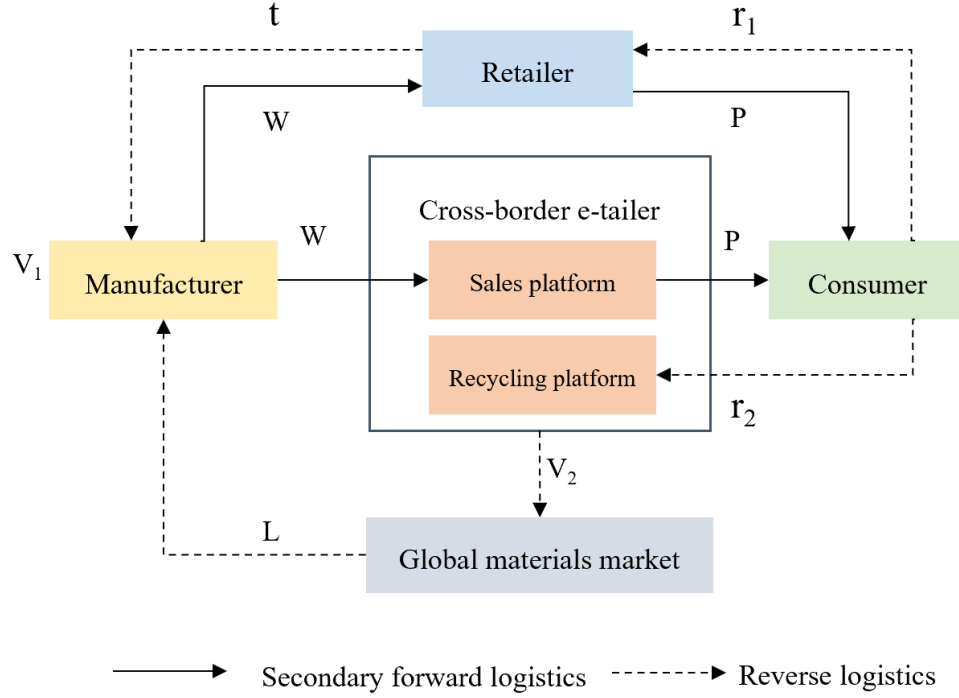 t
r₁
Retailer
W
P
Cross-border e-tailer
W
P
V₁
Manufacturer
Sales platform
Consumer
Recycling platform
r₂
V₂
L
Global materials market
Secondary forward logistics
Reverse logistics